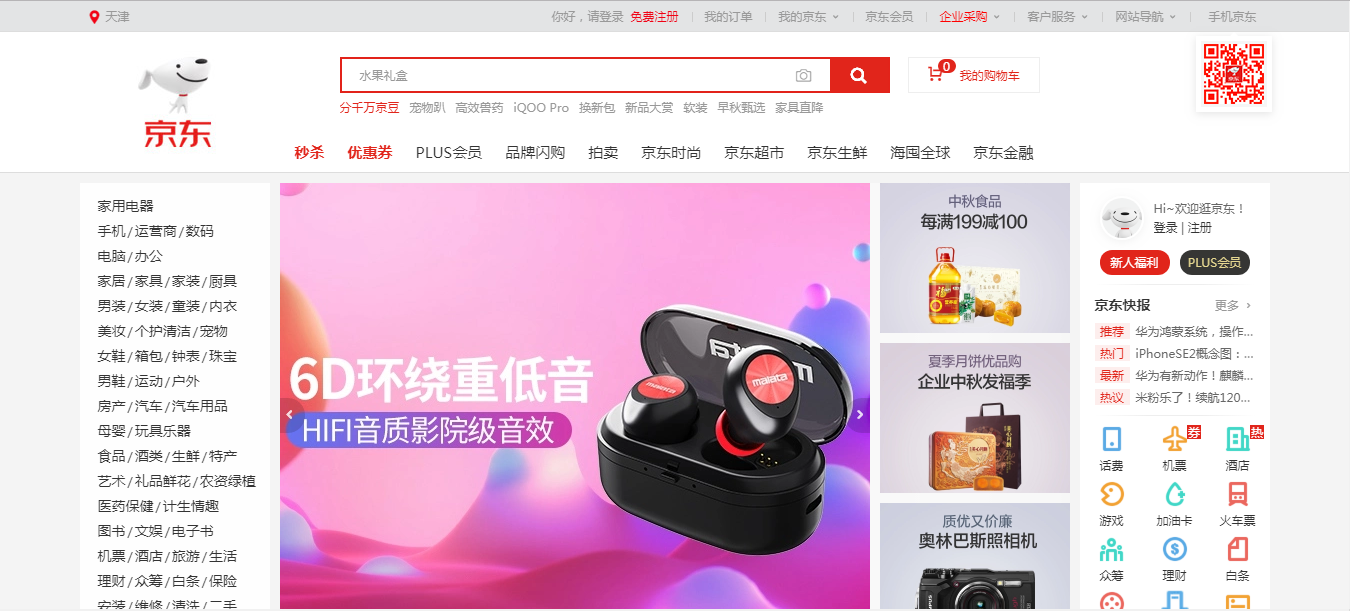 天津
你好，请登录 免费注册 我的订单 我的京东 京东会员 企业采购 客户服务 网站导航 手机京东
京东
水果礼盒
0 我的购物车
分千万京豆 宠物趴 高效兽药 iQOO Pro 换新包 新品大赏 软装 早秋甄选 家具直降
秒杀 优惠券 PLUS会员 品牌闪购 拍卖 京东时尚 京东超市 京东生鲜 海囤全球 京东金融
家用电器
手机/运营商/数码
电脑/办公
家居/家具/家装/厨具
男装/女装/童装/内衣
美妆/个护清洁/宠物
女鞋/箱包/钟表/珠宝
男鞋/运动/户外
房产/汽车/汽车用品
母婴/玩具乐器
食品/酒类/生鲜/特产
艺术/礼品鲜花/农资绿植
医药保健/计生情趣
图书/文娱/电子书
机票/酒店/旅游/生活
理财/众筹/白条/保险
安装/维修/清洗/二手
6D环绕重低音
HIFI音质影院级音效
malata
malata
malata
中秋食品
每满199减100
夏季月饼优品购
企业中秋发福季
质优又价廉
奥林巴斯照相机
Hi~欢迎逛京东！
登录 | 注册
新人福利 PLUS会员
京东快报 更多
推荐 华为鸿蒙系统，操作...
热门 iPhoneSE2概念图：...
最新 华为有新动作！麒麟...
热议 米粉乐了！续航120...
券 热
话费 机票 酒店
游戏 加油卡 火车票
众筹 理财 白条